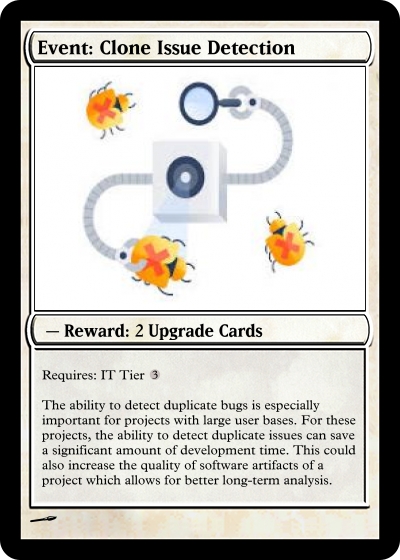 Event: Clone Issue Detection
— Reward: 2 Upgrade Cards
Requires: IT Tier 3
The ability to detect duplicate bugs is especially
important for projects with large user bases. For these
projects, the ability to detect duplicate issues can save
a significant amount of development time. This could
also increase the quality of software artifacts of a
project which allows for better long-term analysis.